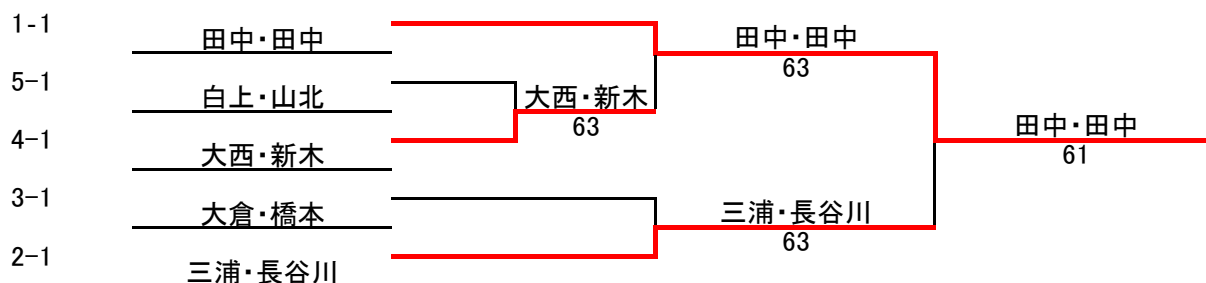 1-1
田中・田中
田中・田中
63
5-1
白上・山北
大西・新木
63
4-1
大西・新木
田中・田中
61
3-1
大倉・橋本
三浦・長谷川
63
2-1
三浦・長谷川